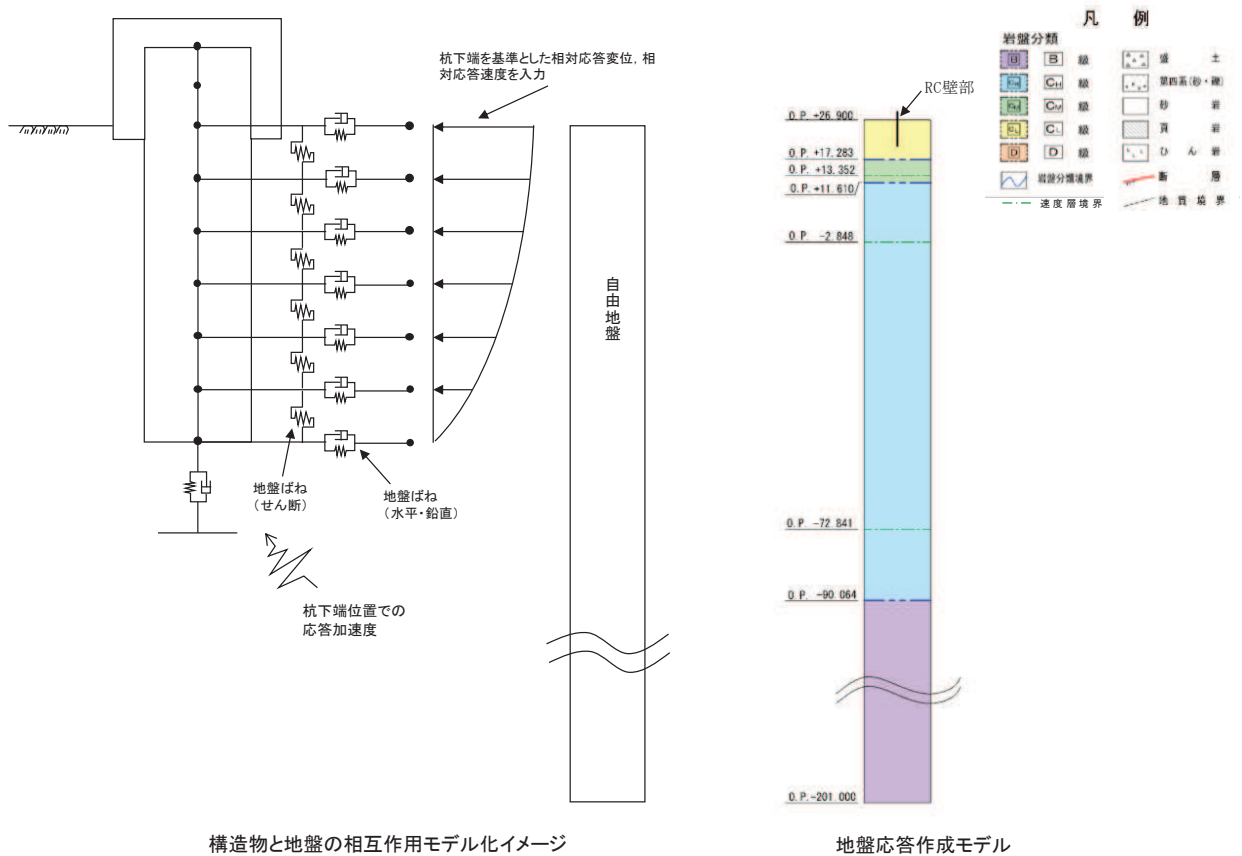 杭下端を基準とした相対応答変位，相
対応答速度を入力
自由地盤
地盤ばね
（せん断）
地盤ばね
（水平・鉛直）
杭下端位置での
応答加速度
構造物と地盤の相互作用モデル化イメージ
RC壁部
O.P. +26.900
O.P. +17.283
O.P. +13.352
O.P. +11.610
O.P. -2.848
O.P. -72.841
O.P. -90.064
O.P. -201.000
地盤応答作成モデル
凡 例
岩盤分類
B B 級
CH CH 級
CM CM 級
CL CL 級
D D 級
岩盤分類境界
速度層境界
盛 土
第四系(砂・礫)
砂 岩
頁 岩
ひ ん 岩
断 層
地 質 境 界